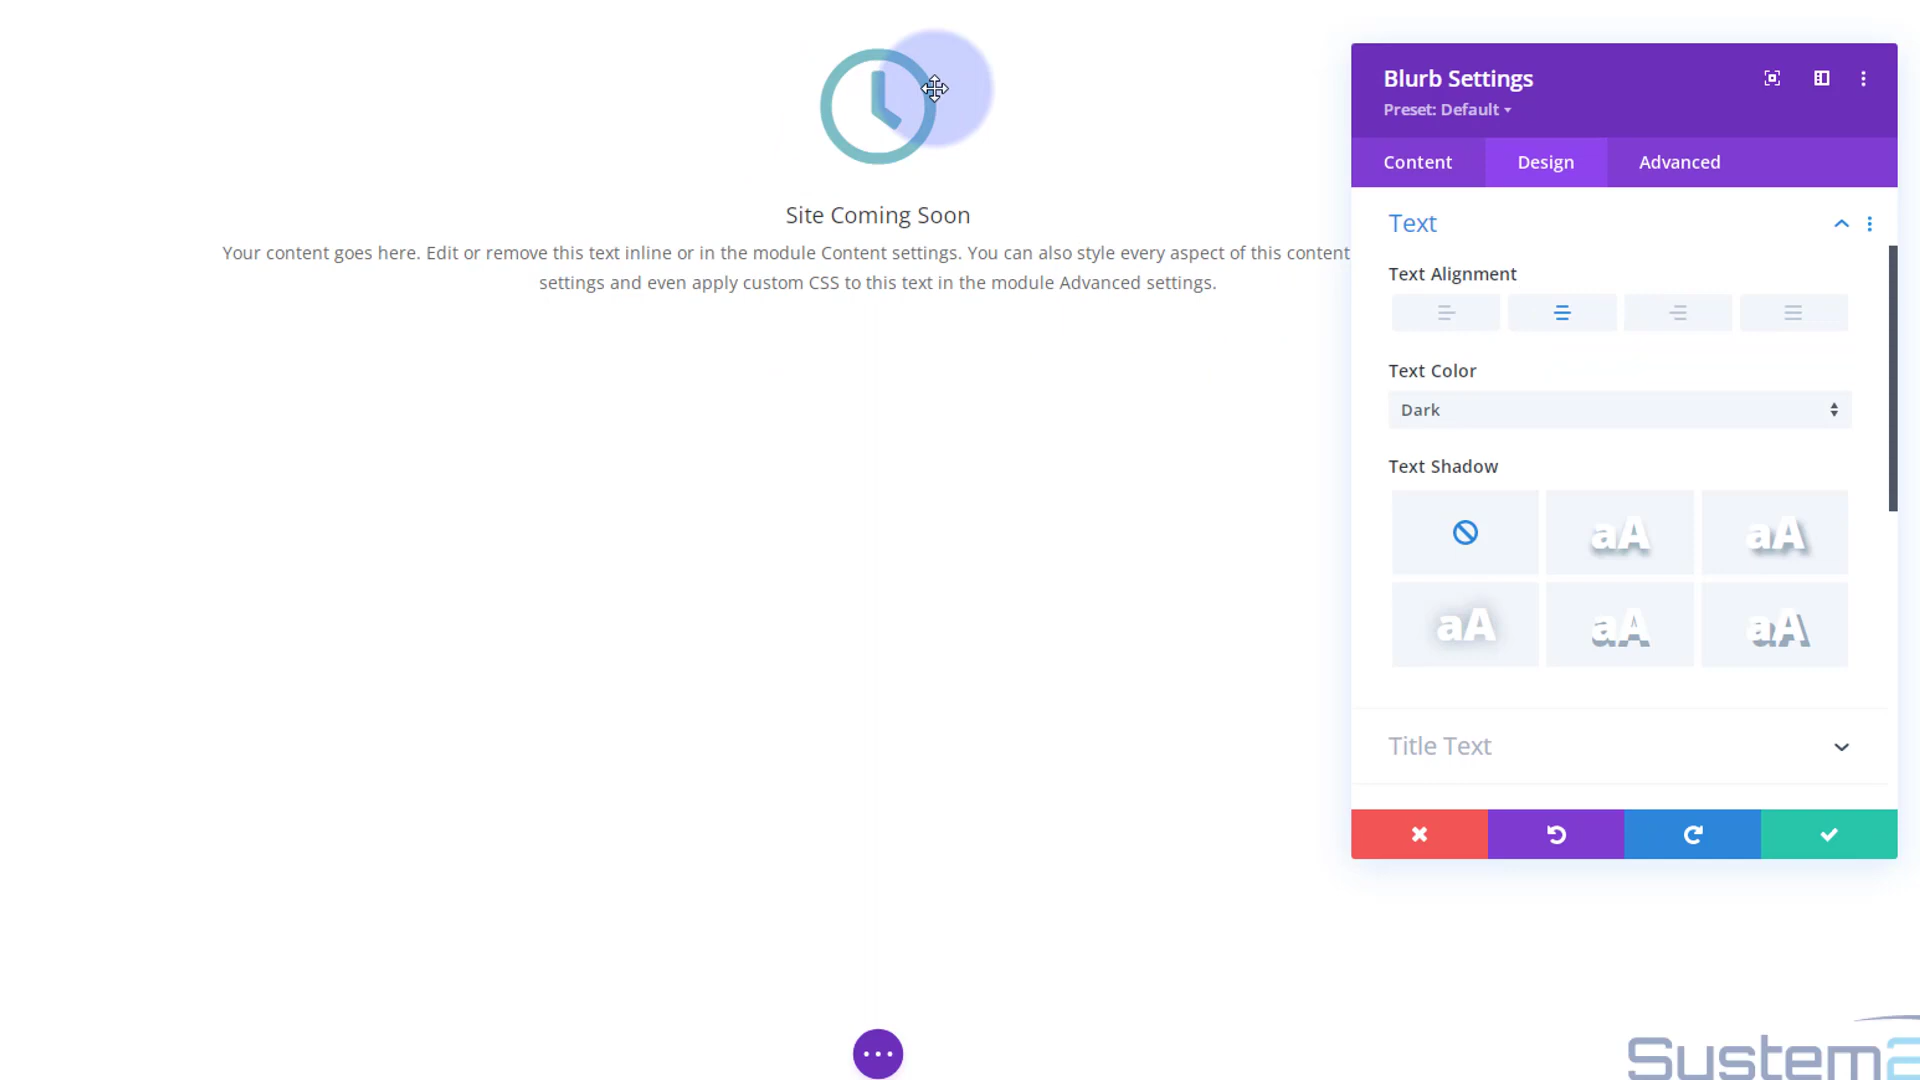 Site Coming Soon
Your content goes here. Edit or remove this text inline or in the module Content settings. You can also style every aspect of this content
settings and even apply custom CSS to this text in the module Advanced settings.
Blurb Settings
Preset: Default
Content
Design
Advanced
Text
Text Alignment
Text Color
Dark
Text Shadow
aA
aA
aA
aA
aA
Title Text
System2